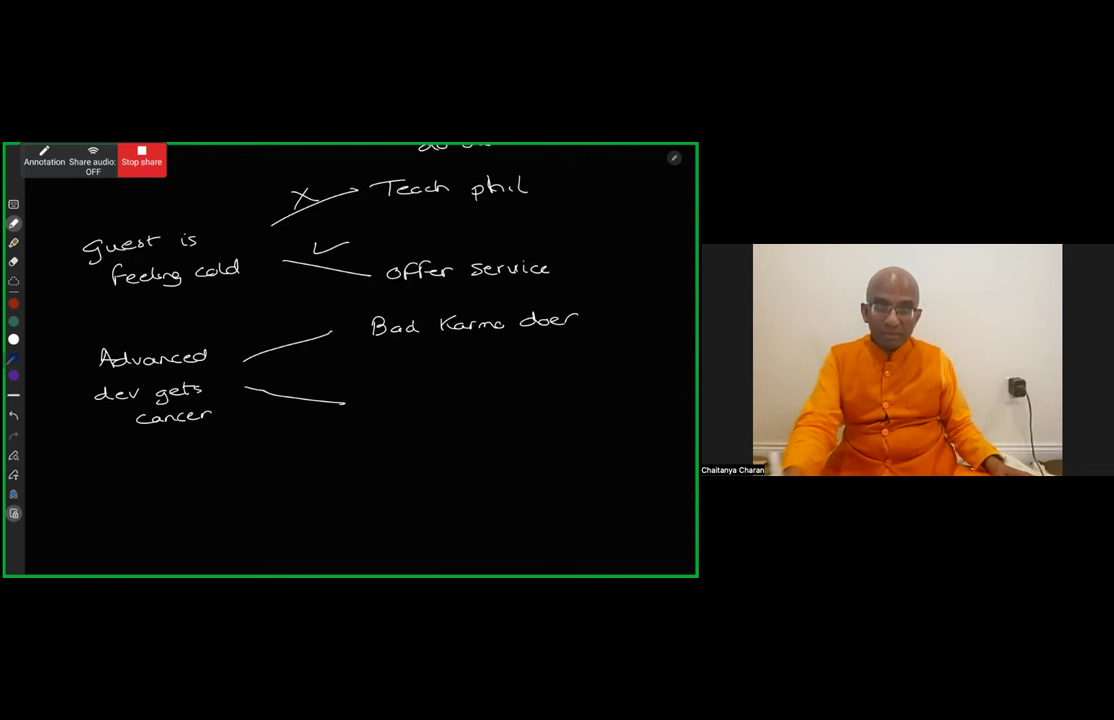 Annotation
Share audio:
OFF
Stop share
Teach phil
Guest is
feeling cold
offer service
Bad Karma doer
Advanced
dev gets
cancer
Chaitanya Charan